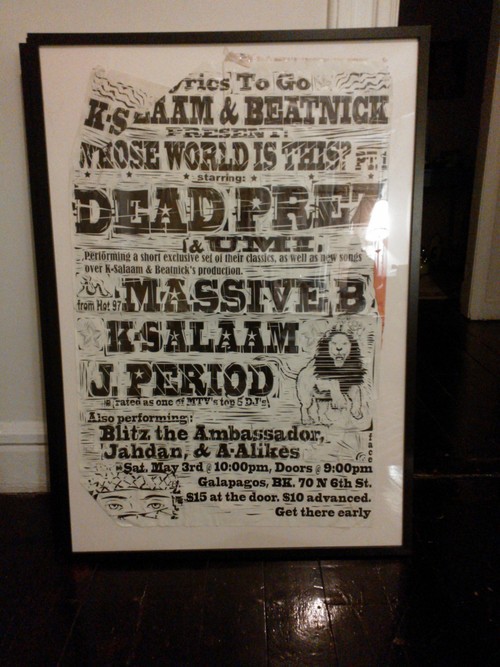 yrics To Go
K-SALAAM & BEATNICK
PRESENT:
WHOSE WORLD IS THIS? PT.1
starring:
DEAD PREZ
& UMI,
Performing a short exclusive set of their classics, as well as new songs
over K-Salaam & Beatnick's production.
from Hot 97 MASSIVE B
K-SALAAM
J. PERIOD
rated as one of MTV's top 5 DJ's
Also performing:
Blitz the Ambassador,
Jahdan, & A-Alikes
Sat. May 3rd @ 10:00pm, Doors @ 9:00pm
Galapagos, BK. 70 N 6th St.
$15 at the door. $10 advanced.
Get there early